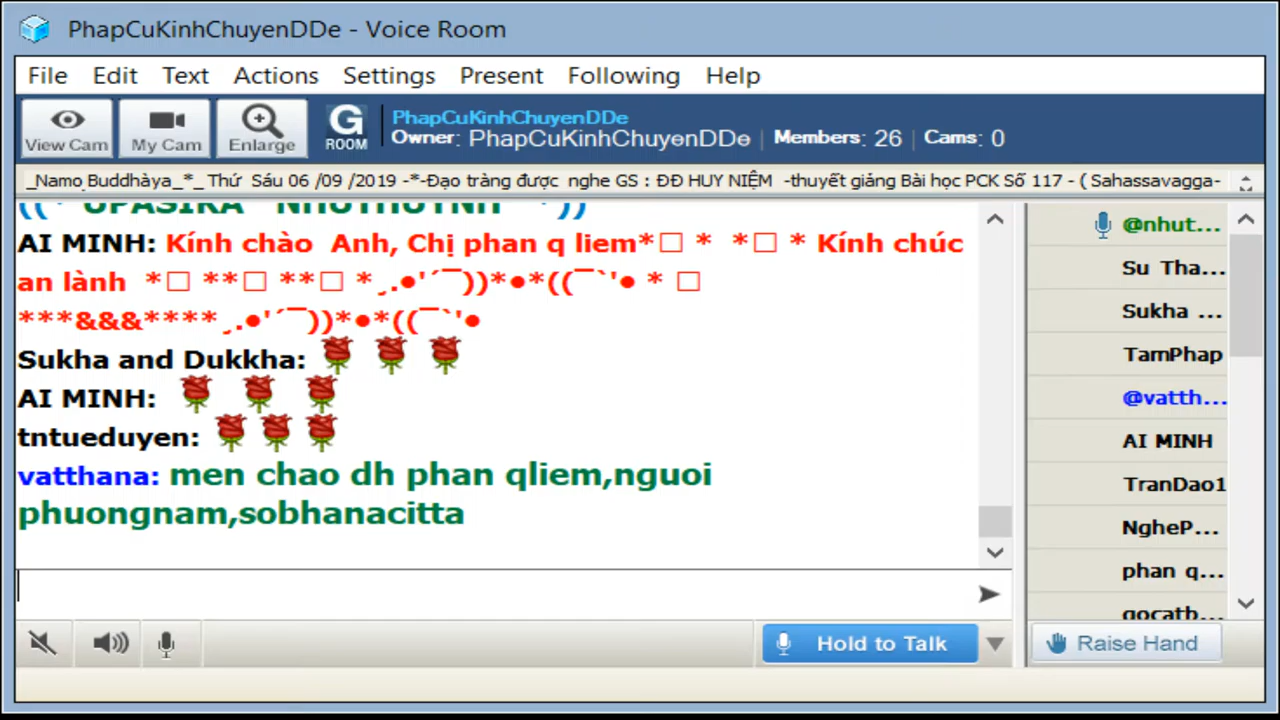 PhapCuKinhChuyenDDe - Voice Room
File Edit Text Actions Settings Present Following Help
View Cam My Cam Enlarge G ROOM
PhapCuKinhChuyenDDe
Owner: PhapCuKinhChuyenDDe | Members: 26 | Cams: 0
_Namo Buddhàya_*_ Thứ Sáu 06 /09 /2019 -*-Đạo tràng được nghe GS : ĐĐ HUY NIỆM -thuyết giảng Bài học PCK Số 117 - ( Sahassavagga-
UPASIKA NHUTHUYNH
AI MINH: Kính chào Anh, Chị phan q liem*□ * *□ * Kính chúc
an lành *□ **□ **□ *¸.●'´¯))*●*((¯`'● * □
***&&&****¸.●'´¯))*●*((¯`'●
Sukha and Dukkha:
AI MINH:
tntueduyen:
vatthana: men chao dh phan qliem,nguoi
phuongnam,sobhanacitta
@nhut...
Su Tha...
Sukha ...
TamPhap
@vatth...
AI MINH
TranDao1
NgheP...
phan q...
gocatb...
Hold to Talk
Raise Hand